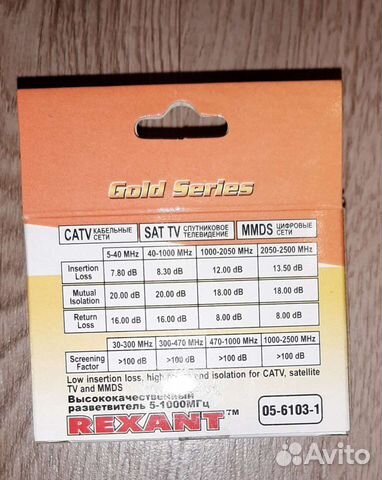 Gold Series
CATV КАБЕЛЬНЫЕ СЕТИ SAT TV СПУТНИКОВОЕ ТЕЛЕВИДЕНИЕ MMDS ЦИФРОВЫЕ СЕТИ
5-40 MHz 40-1000 MHz 1000-2050 MHz 2050-2500 MHz
Insertion Loss 7.80 dB 8.30 dB 12.00 dB 13.50 dB
Mutual Isolation 20.00 dB 20.00 dB 18.00 dB 18.00 dB
Return Loss 16.00 dB 16.00 dB 8.00 dB 8.00 dB
30-300 MHz 300-470 MHz 470-1000 MHz 1000-2500 MHz
Screening Factor >100 dB >100 dB >100 dB >100 dB
Low insertion loss, high and isolation for CATV, satellite
TV and MMDS
Высококачественный
разветвитель 5-1000МГц
REXANT™ 05-6103-1
Avito